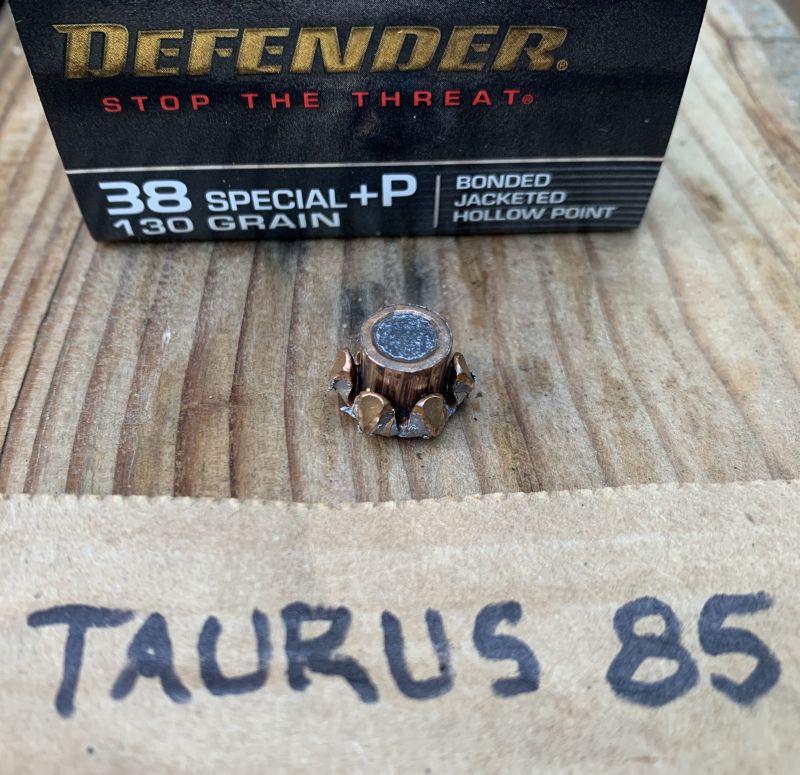 DEFENDER®
STOP THE THREAT®
38 SPECIAL +P
130 GRAIN
BONDED
JACKETED
HOLLOW POINT
TAURUS 85